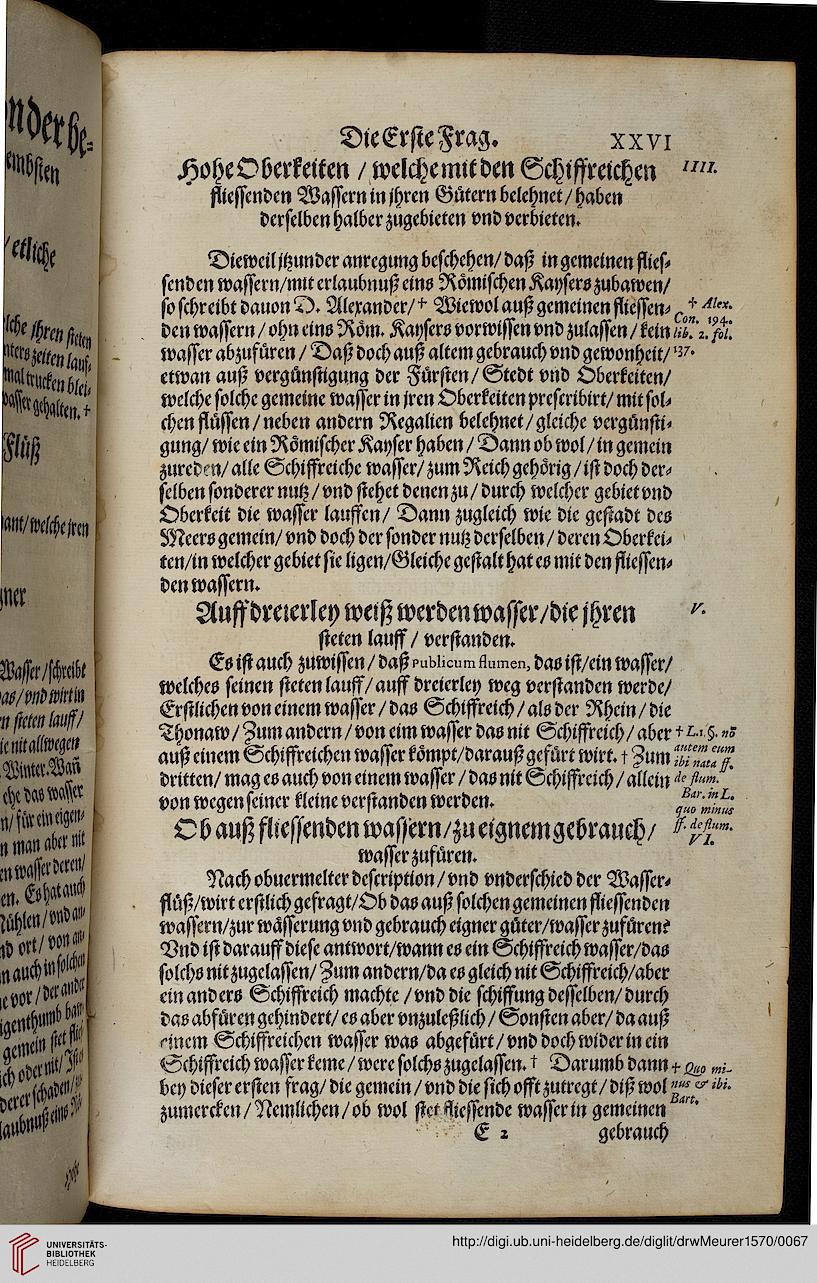 Die Erste Frag. XXVI
Hohe Oberkeiten / welche mit den Schiffreichen
fliessenden Wassern in jhren Gütern belehnet / haben
derselben halber zugebieten vnd verbieten.
IIII.
Dieweil jtzunder anregung beschehen/ daß in gemeinen flies-
senden wassern/mit erlaubnuß eins Römischen Kaysers zubawen/
so schreibt dauon D. Alexander/ † Wiewol auß gemeinen fliessen-
den wassern / ohn eins Röm. Kaysers vorwissen vnd zulassen / kein
wasser abzufüren / Daß doch auß altem gebrauch vnd gewonheit/
etwan auß vergünstigung der Fürsten / Stedt vnd Oberkeiten/
welche solche gemeine wasser in jren Oberkeiten prescribirt/ mit sol-
chen flüssen / neben andern Regalien belehnet / gleiche vergünsti-
gung/ wie ein Römischer Kayser haben / Dann ob wol / in gemein
zureden/ alle Schiffreiche wasser/ zum Reich gehörig / ist doch der-
selben sonderer nutz / vnd stehet denen zu / durch welcher gebiet vnd
Oberkeit die wasser lauffen/ Dann zugleich wie die gestadt des
Meers gemein/ vnd doch der sonder nutz derselben / deren Oberkei-
ten/in welcher gebiet sie ligen/Gleiche gestalt hat es mit den fliessen-
den wassern.
† Alex.
Con. 194.
lib. 2. fol.
137.
Auff dreierley weiß werden wasser/die jhren
steten lauff / verstanden.
V.
Es ist auch zuwissen / daß publicum flumen, das ist/ein wasser/
welches seinen steten lauff / auff dreierley weg verstanden werde/
Erstlichen von einem wasser / das Schiffreich / als der Rhein / die
Thonaw / Zum andern / von eim wasser das nit Schiffreich / aber
auß einem Schiffreichen wasser kömpt/darauß gefürt wirt. † Zum
dritten/ mag es auch von einem wasser / das nit Schiffreich / allein
von wegen seiner kleine verstanden werden.
† L.1. §. nō
autem eum
ibi nata ff.
de flum.
Bar. in L.
quo minus
ff. de flum.
Ob auß fliessenden wassern/zu eignem gebrauch/
wasser zufüren.
VI.
Nach obuermelter description / vnd vnderschied der Wasser-
flüß/wirt erstlich gefragt/Ob das auß solchen gemeinen fliessenden
wassern/zur wässerung vnd gebrauch eigner güter/wasser zufüren?
Vnd ist darauff diese antwort/wann es ein Schiffreich wasser/das
solchs nit zugelassen/ Zum andern/da es gleich nit Schiffreich/aber
ein anders Schiffreich machte / vnd die schiffung desselben/ durch
das abfüren gehindert/ es aber vnzuleßlich / Sonsten aber/ da auß
einem Schiffreichen wasser was abgefürt / vnd doch wider in ein
Schiffreich wasser keme / were solchs zugelassen. † Darumb dann
bey dieser ersten frag/ die gemein / vnd die sich offt zutregt / diß wol
zumercken / Nemlichen / ob wol stet fliessende wasser in gemeinen
† Quo mi-
nus & ibi.
Bart.
E 2 gebrauch
UNIVERSITÄTS-
BIBLIOTHEK
HEIDELBERG
http://digi.ub.uni-heidelberg.de/diglit/drwMeurer1570/0067